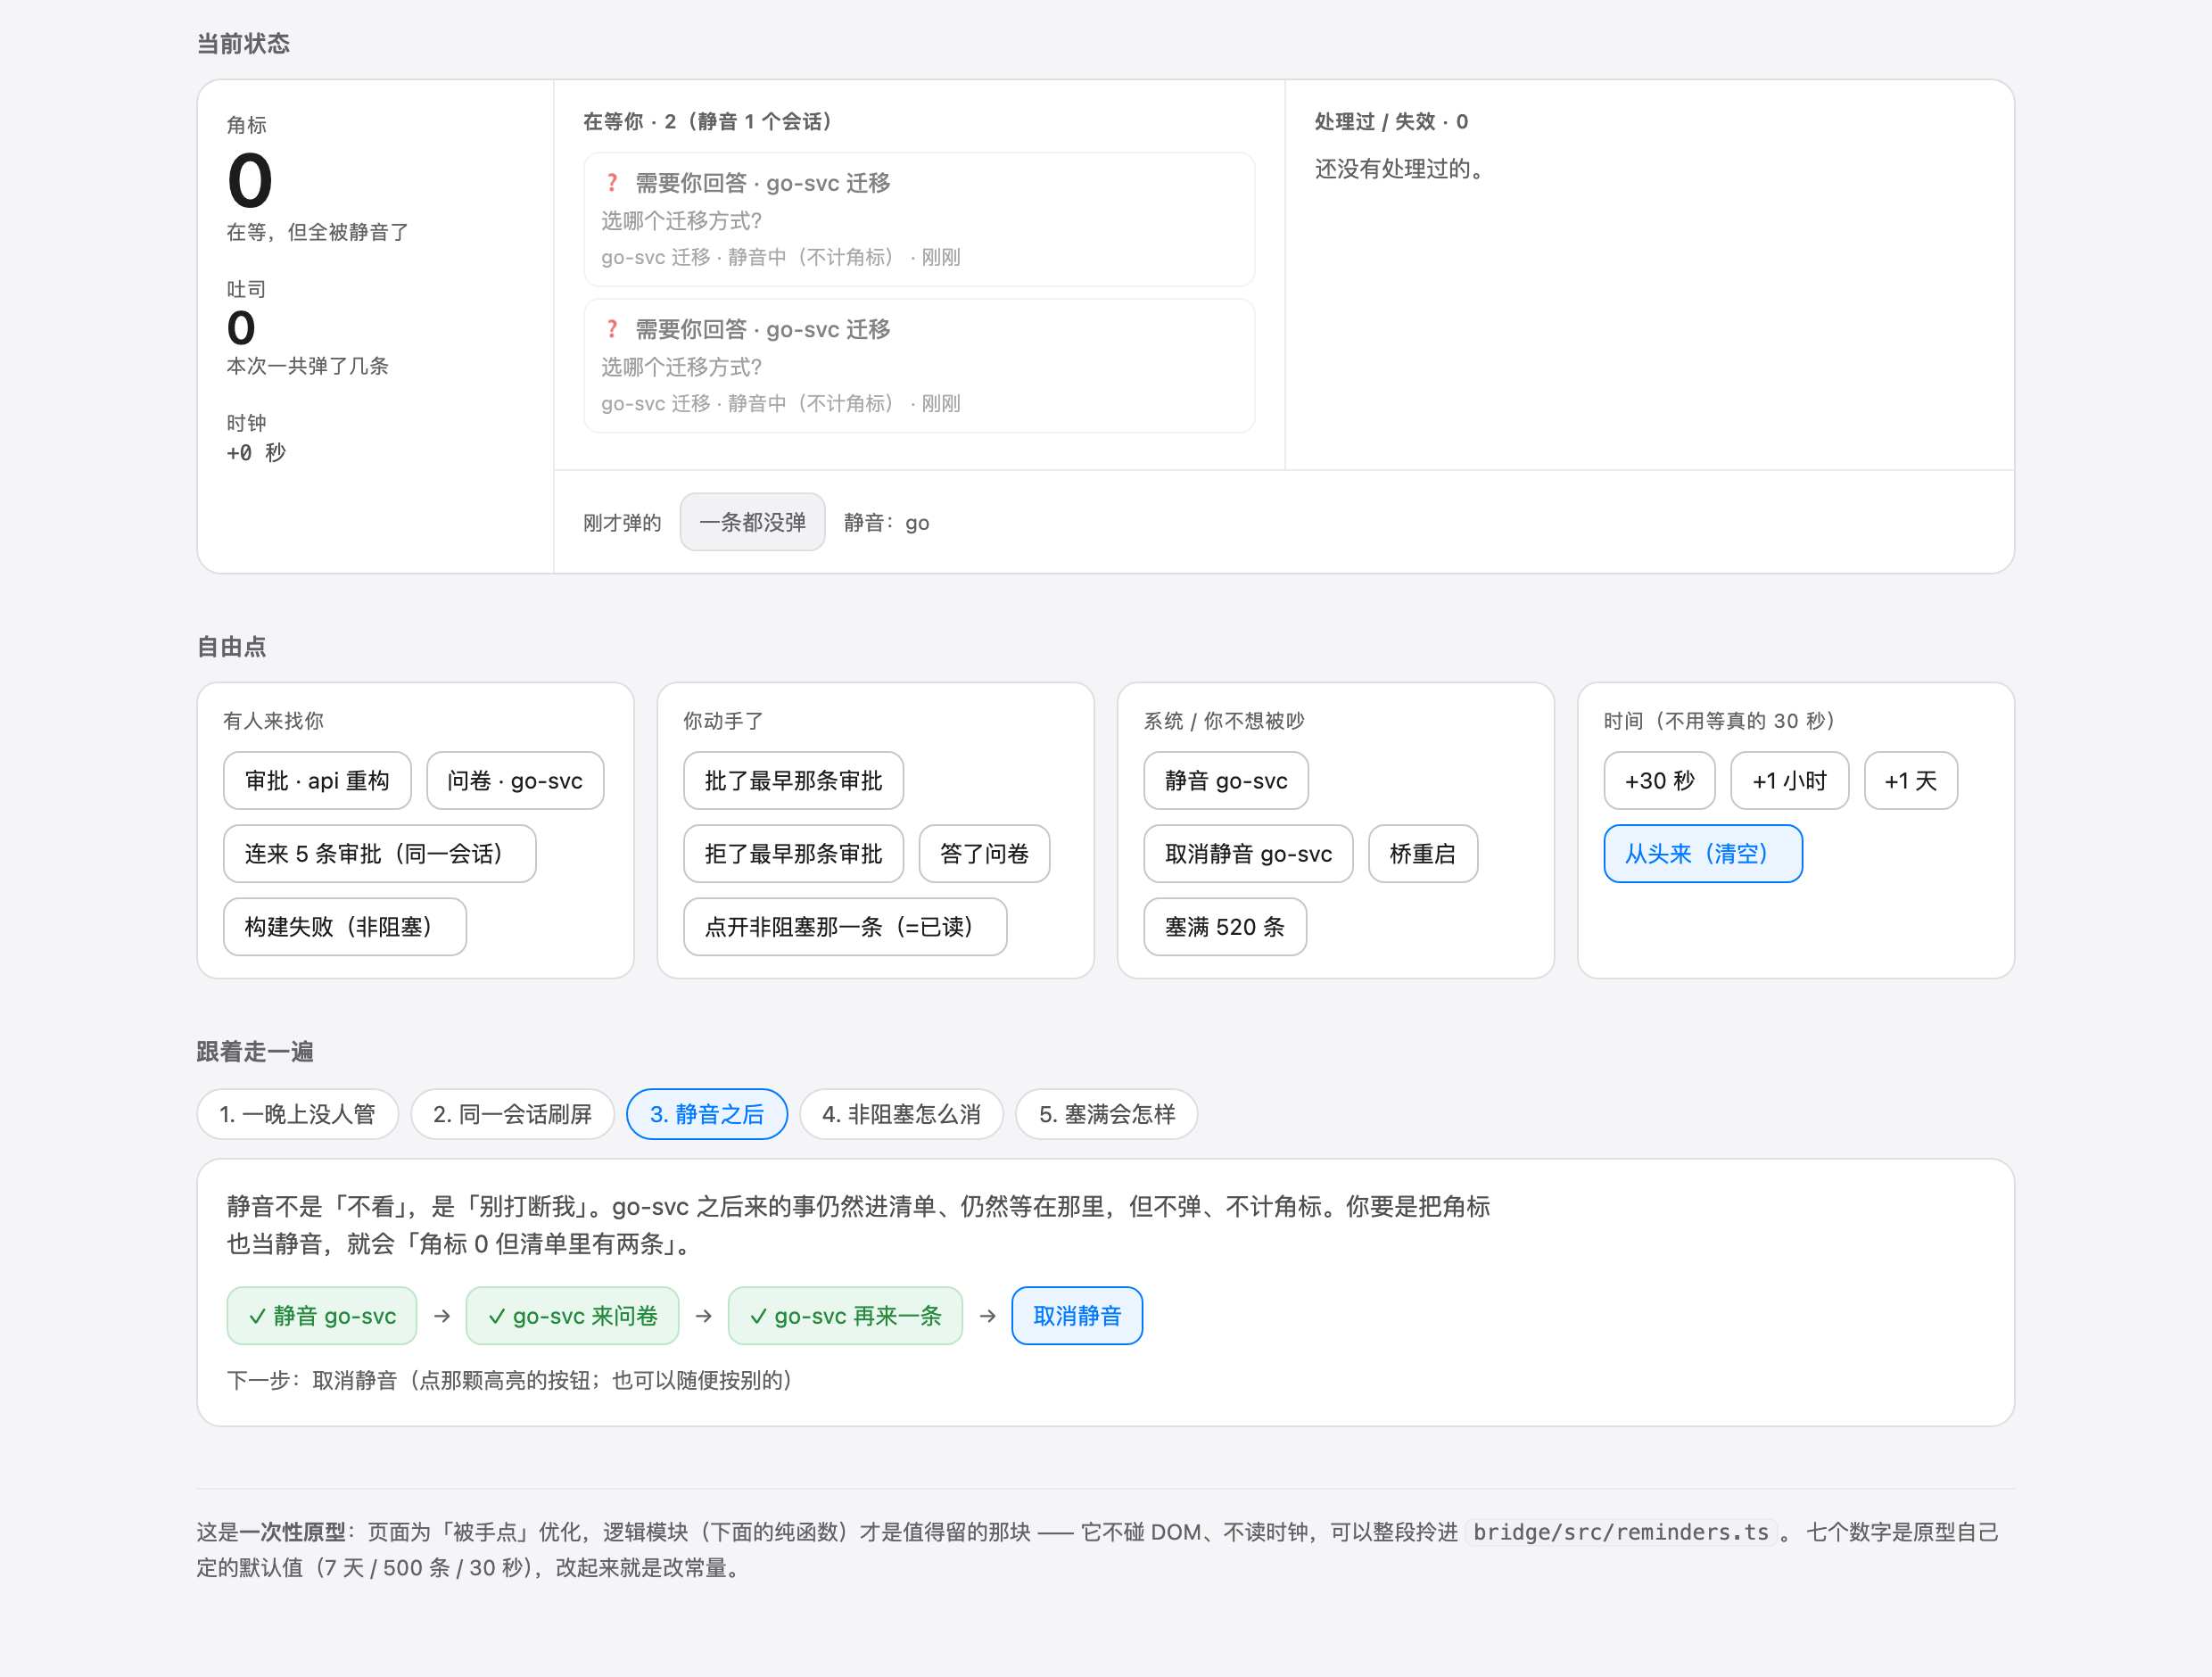 当前状态
角标
0
在等，但全被静音了
吐司
0
本次一共弹了几条
时钟
+0 秒
在等你 · 2（静音 1 个会话）
? 需要你回答 · go-svc 迁移
选哪个迁移方式？
go-svc 迁移 · 静音中（不计角标） · 刚刚
? 需要你回答 · go-svc 迁移
选哪个迁移方式？
go-svc 迁移 · 静音中（不计角标） · 刚刚
处理过 / 失效 · 0
还没有处理过的。
刚才弹的 一条都没弹 静音：go
自由点
有人来找你
审批 · api 重构 问卷 · go-svc
连来 5 条审批（同一会话）
构建失败（非阻塞）
你动手了
批了最早那条审批
拒了最早那条审批 答了问卷
点开非阻塞那一条（=已读）
系统 / 你不想被吵
静音 go-svc
取消静音 go-svc 桥重启
塞满 520 条
时间（不用等真的 30 秒）
+30 秒 +1 小时 +1 天
从头来（清空）
跟着走一遍
1. 一晚上没人管 2. 同一会话刷屏 3. 静音之后 4. 非阻塞怎么消 5. 塞满会怎样
静音不是「不看」，是「别打断我」。go-svc 之后来的事仍然进清单、仍然等在那里，但不弹、不计角标。你要是把角标
也当静音，就会「角标 0 但清单里有两条」。
✓ 静音 go-svc → ✓ go-svc 来问卷 → ✓ go-svc 再来一条 → 取消静音
下一步：取消静音（点那颗高亮的按钮；也可以随便按别的）
这是一次性原型：页面为「被手点」优化，逻辑模块（下面的纯函数）才是值得留的那块 —— 它不碰 DOM、不读时钟，可以整段拎进 bridge/src/reminders.ts 。 七个数字是原型自己
定的默认值（7 天 / 500 条 / 30 秒），改起来就是改常量。